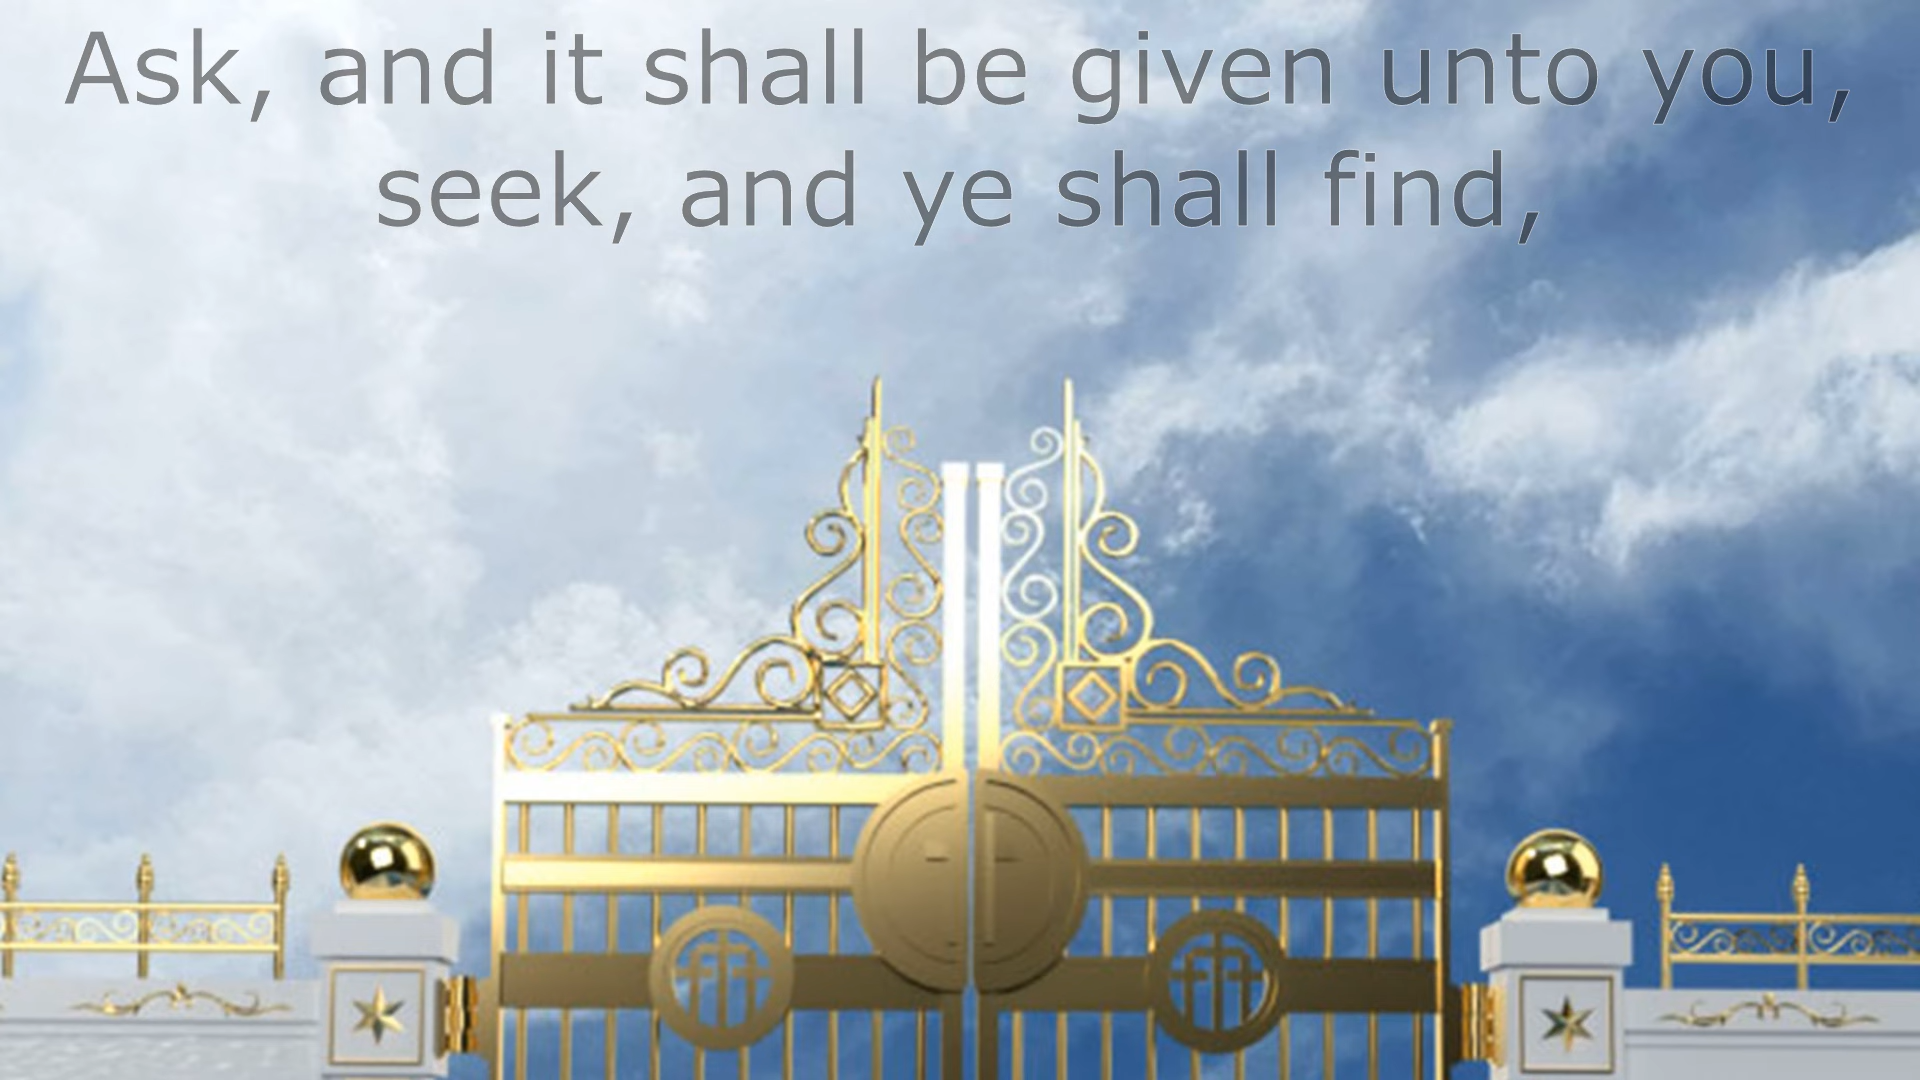 Ask, and it shall be given unto you,
seek, and ye shall find,